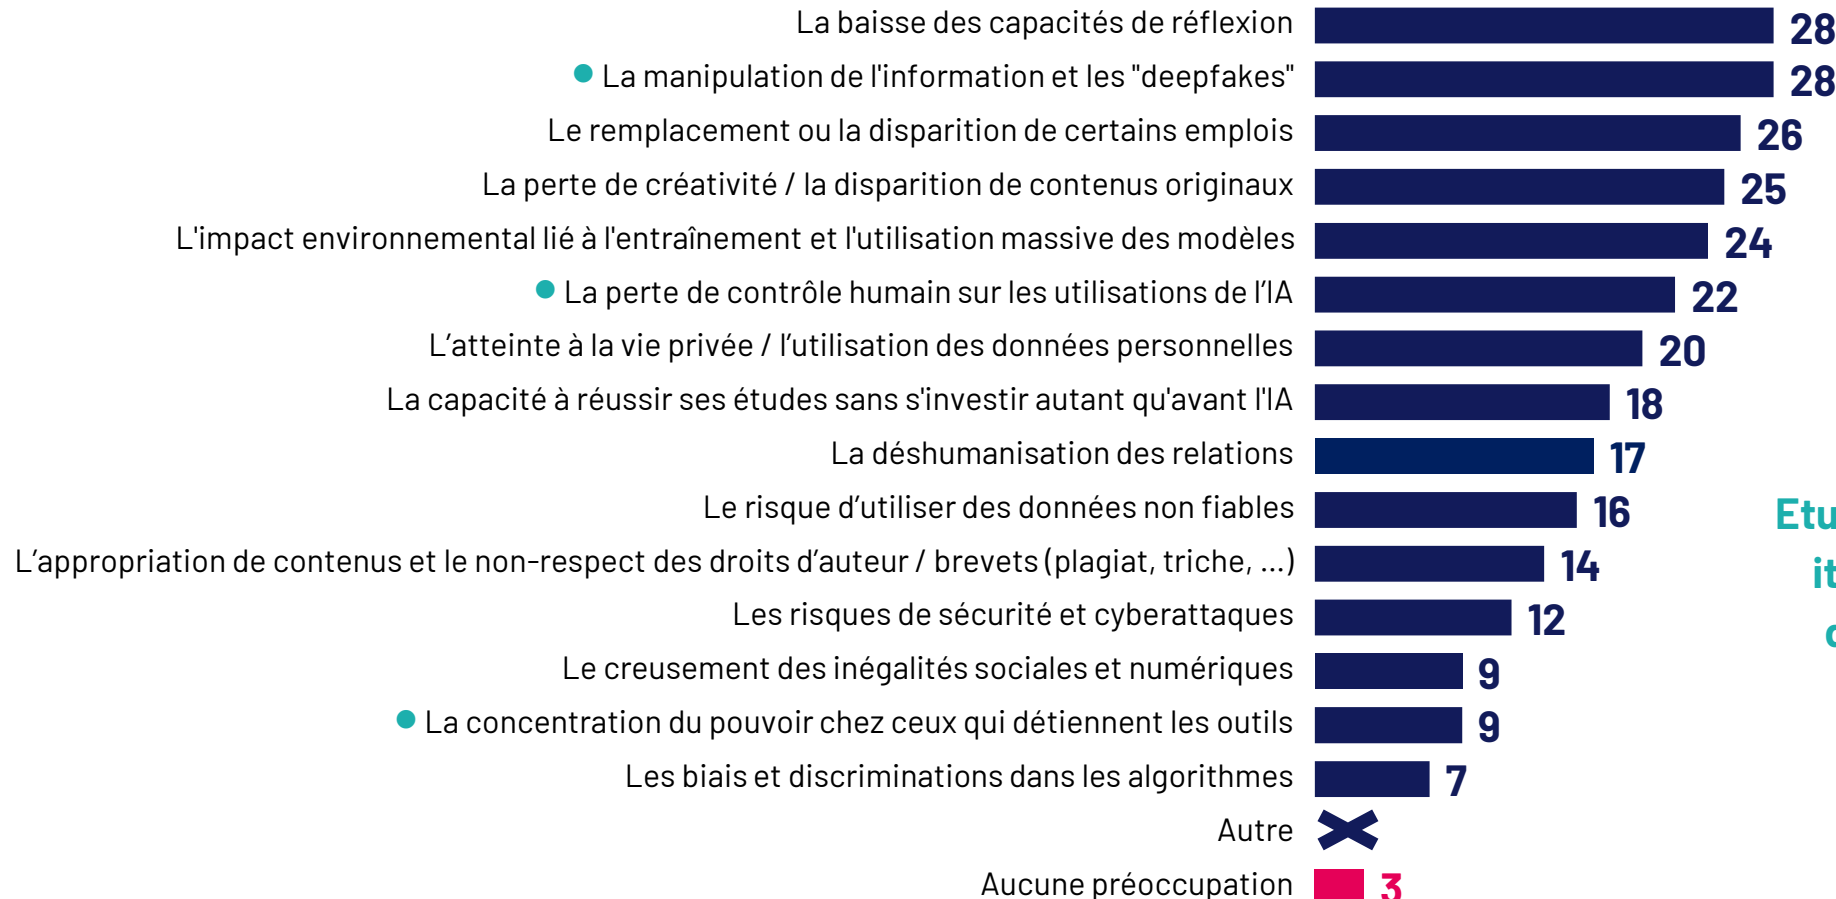 La baisse des capacités de réflexion 28
La manipulation de l'information et les "deepfakes" 28
Le remplacement ou la disparition de certains emplois 26
La perte de créativité / la disparition de contenus originaux 25
L'impact environnemental lié à l'entraînement et l'utilisation massive des modèles 24
La perte de contrôle humain sur les utilisations de l’IA 22
L’atteinte à la vie privée / l’utilisation des données personnelles 20
La capacité à réussir ses études sans s'investir autant qu'avant l'IA 18
La déshumanisation des relations 17
Le risque d’utiliser des données non fiables 16
L’appropriation de contenus et le non-respect des droits d’auteur / brevets (plagiat, triche, ...) 14
Les risques de sécurité et cyberattaques 12
Le creusement des inégalités sociales et numériques 9
La concentration du pouvoir chez ceux qui détiennent les outils 9
Les biais et discriminations dans les algorithmes 7
Autre
Aucune préoccupation 3